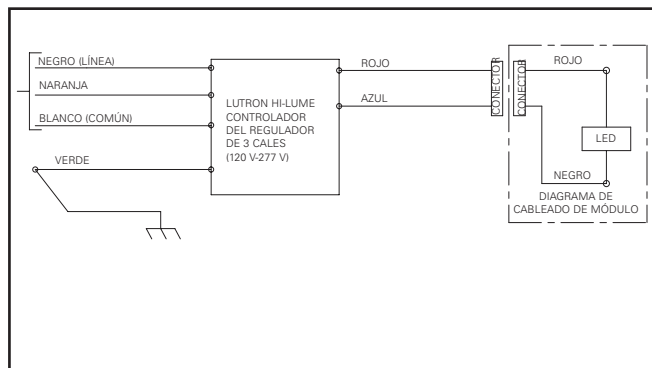 NEGRO (LÍNEA)
NARANJA
BLANCO (COMÚN)
VERDE
LUTRON HI-LUME
CONTROLADOR
DEL REGULADOR
DE 3 CALES
(120 V-277 V)
ROJO
AZUL
CONECTOR
CONECTOR
ROJO
LED
NEGRO
DIAGRAMA DE
CABLEADO DE MÓDULO